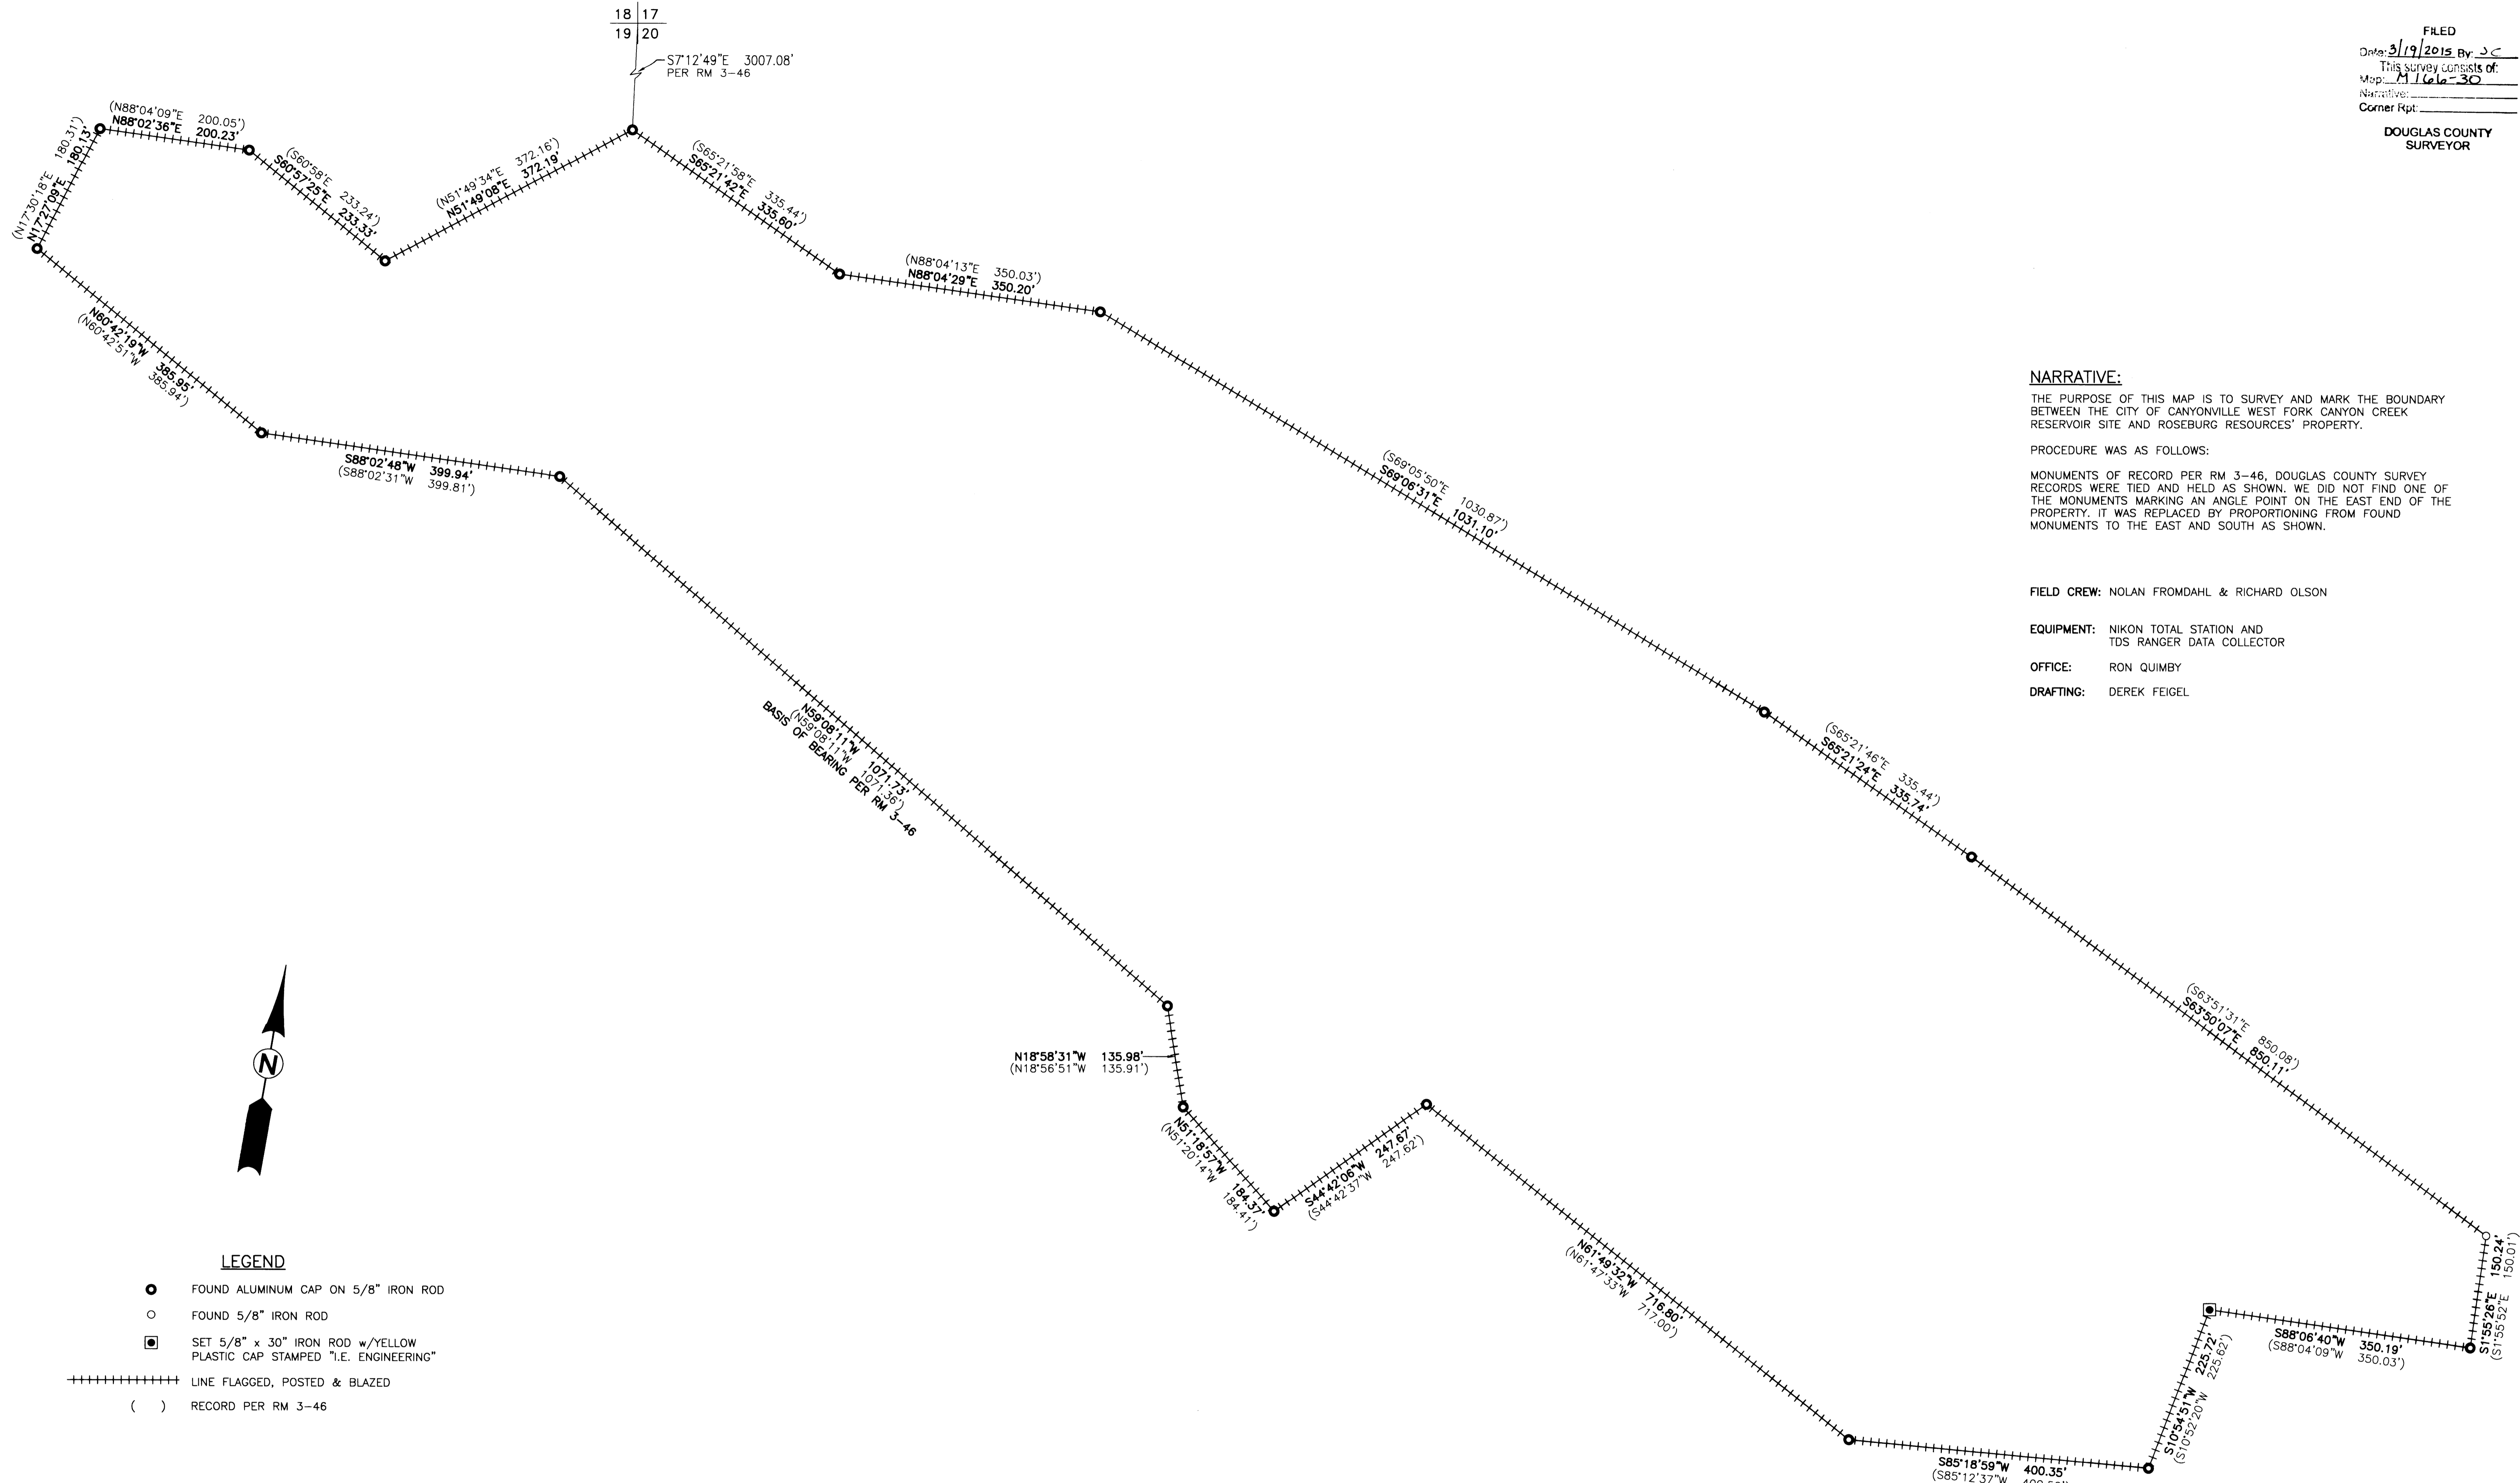 18 17
19 20
S7°12'49"E 3007.08'
PER RM 3-46
FILED
Date: 3/19/2015 By: JC
This survey consists of:
Map: M166-30
Narrative:
Corner Rpt:
DOUGLAS COUNTY
SURVEYOR
(N88°04'09"E 200.05')
N88°02'36"E 200.23'
(N17°30'18"E 180.31')
N17°27'09"E 180.13'
(S60°58'E 233.24')
S60°57'25"E 233.33'
(N51°49'34"E 372.16')
N51°49'08"E 372.19'
(S65°21'58"E 335.44')
S65°21'42"E 335.60'
(N88°04'13"E 350.03')
N88°04'29"E 350.20'
N60°42'19"W 385.95'
(N60°42'51"W 385.94')
S88°02'48"W 399.94'
(S88°02'31"W 399.81')
(S69°05'50"E 1030.87')
S69°06'31"E 1031.10'
NARRATIVE:
THE PURPOSE OF THIS MAP IS TO SURVEY AND MARK THE BOUNDARY
BETWEEN THE CITY OF CANYONVILLE WEST FORK CANYON CREEK
RESERVOIR SITE AND ROSEBURG RESOURCES' PROPERTY.
PROCEDURE WAS AS FOLLOWS:
MONUMENTS OF RECORD PER RM 3-46, DOUGLAS COUNTY SURVEY
RECORDS WERE TIED AND HELD AS SHOWN. WE DID NOT FIND ONE OF
THE MONUMENTS MARKING AN ANGLE POINT ON THE EAST END OF THE
PROPERTY. IT WAS REPLACED BY PROPORTIONING FROM FOUND
MONUMENTS TO THE EAST AND SOUTH AS SHOWN.
FIELD CREW: NOLAN FROMDAHL & RICHARD OLSON
EQUIPMENT: NIKON TOTAL STATION AND
TDS RANGER DATA COLLECTOR
OFFICE: RON QUIMBY
DRAFTING: DEREK FEIGEL
N59°08'11"W 1071.73'
(N59°08'11"W 1071.36')
BASIS OF BEARING PER RM 3-46
(S65°21'46"E 335.44')
S65°21'24"E 335.74'
(S63°51'31"E 850.08')
S63°50'07"E 850.11'
N18°58'31"W 135.98'
(N18°56'51"W 135.91')
N51°18'57"W 184.37'
(N51°20'14"W 184.41')
S44°42'06"W 247.67'
(S44°42'37"W 247.62')
N61°49'32"W 716.80'
(N61°47'33"W 717.00')
S1°55'26"E 150.24'
(S1°55'52"E 150.01')
S88°06'40"W 350.19'
(S88°04'09"W 350.03')
S10°54'51"W 225.72'
(S10°52'20"W 225.62')
S85°18'59"W 400.35'
(S85°12'37"W
N
LEGEND
FOUND ALUMINUM CAP ON 5/8" IRON ROD
FOUND 5/8" IRON ROD
SET 5/8" x 30" IRON ROD w/YELLOW
PLASTIC CAP STAMPED "I.E. ENGINEERING"
LINE FLAGGED, POSTED & BLAZED
( ) RECORD PER RM 3-46